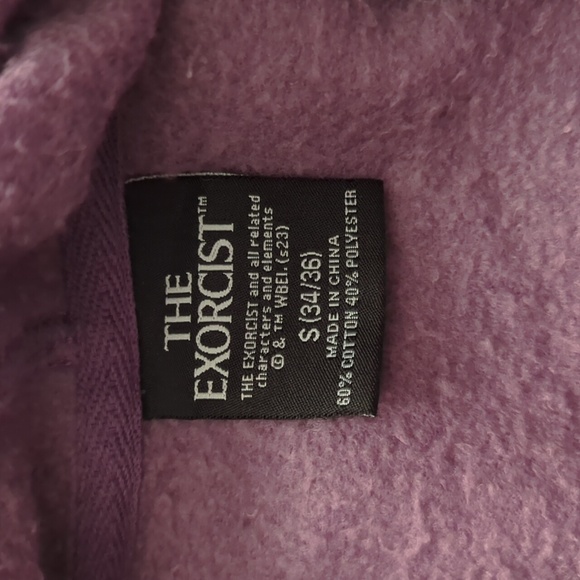 THE
EXORCIST™
THE EXORCIST and all related
characters and elements
© & ™ WBEI. (s23)
S (34/36)
MADE IN CHINA
60% COTTON 40% POLYESTER